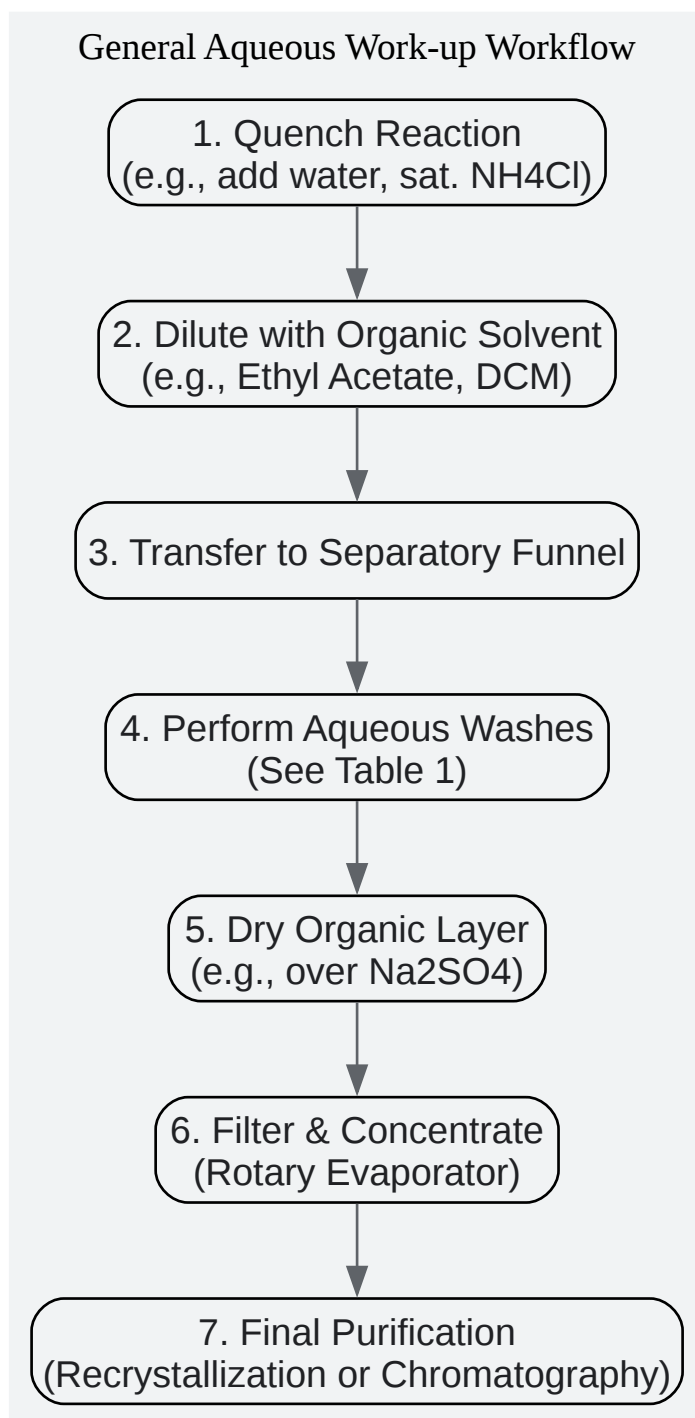 General Aqueous Work-up Workflow
1. Quench Reaction
(e.g., add water, sat. NH4Cl)
2. Dilute with Organic Solvent
(e.g., Ethyl Acetate, DCM)
3. Transfer to Separatory Funnel
4. Perform Aqueous Washes
(See Table 1)
5. Dry Organic Layer
(e.g., over Na2SO4)
6. Filter & Concentrate
(Rotary Evaporator)
7. Final Purification
(Recrystallization or Chromatography)